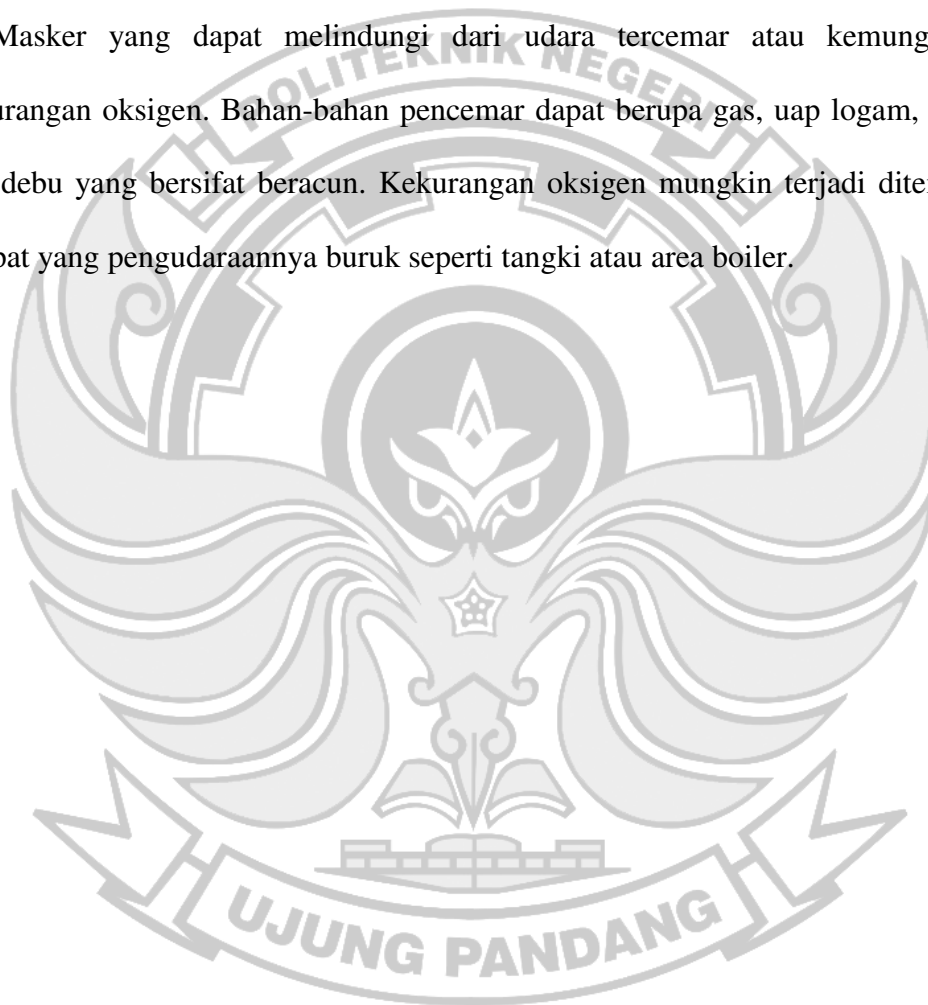 Masker yang dapat melindungi dari udara tercemar atau kemung
urangan oksigen. Bahan-bahan pencemar dapat berupa gas, uap logam,
debu yang bersifat beracun. Kekurangan oksigen mungkin terjadi dite
pat yang pengudaraannya buruk seperti tangki atau area boiler.
POLITEKNIK NEGERI
UJUNG PANDANG